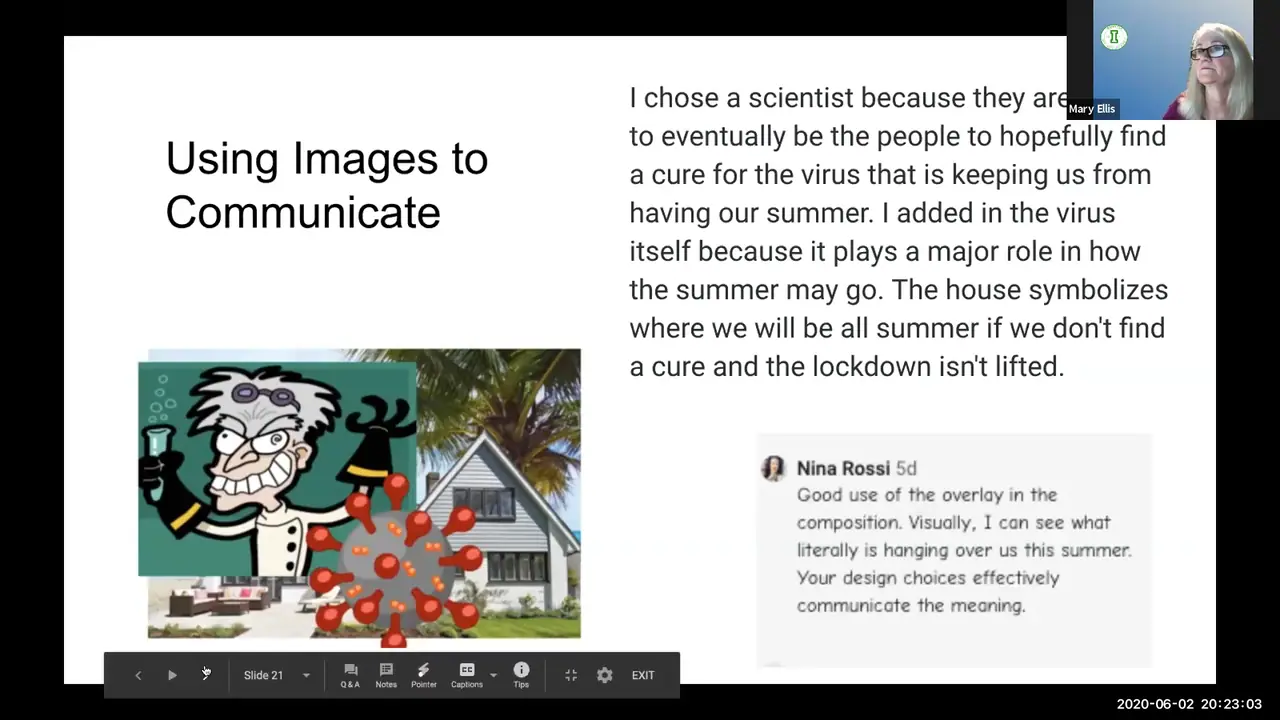 Using Images to
Communicate
I chose a scientist because they are
to eventually be the people to hopefully find
a cure for the virus that is keeping us from
having our summer. I added in the virus
itself because it plays a major role in how
the summer may go. The house symbolizes
where we will be all summer if we don't find
a cure and the lockdown isn't lifted.
Mary Ellis
Nina Rossi 5d
Good use of the overlay in the
composition. Visually, I can see what
literally is hanging over us this summer.
Your design choices effectively
communicate the meaning.
Slide 21
Q & A
Notes
Pointer
Captions
Tips
EXIT
2020-06-02 20:23:03